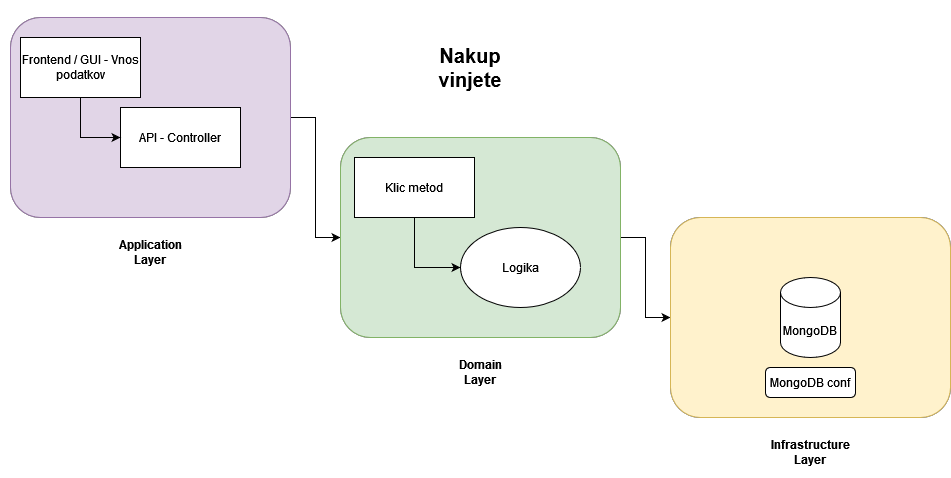 Nakup
vinjete
Frontend / GUI - Vnos
podatkov
API - Controller
Application
Layer
Klic metod
Logika
Domain
Layer
MongoDB
MongoDB conf
Infrastructure
Layer